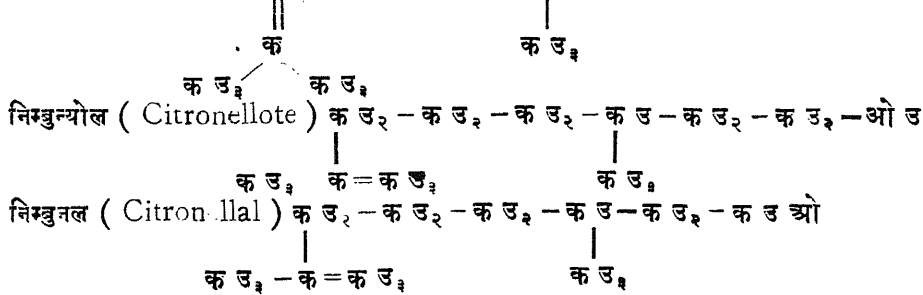 क
क उ₃
क उ₃ क उ₃
निम्बुन्योल ( Citronellote ) क उ₂ – क उ₂ – क उ₂ – क उ – क उ₂ – क उ₂ – ओ उ
क उ₃ क = क उ₃ क उ₃
निम्बुनल ( Citron llal ) क उ₂ – क उ₂ – क उ₂ – क उ – क उ₂ – क उ ओ
क उ₃ – क = क उ₃ क उ₃